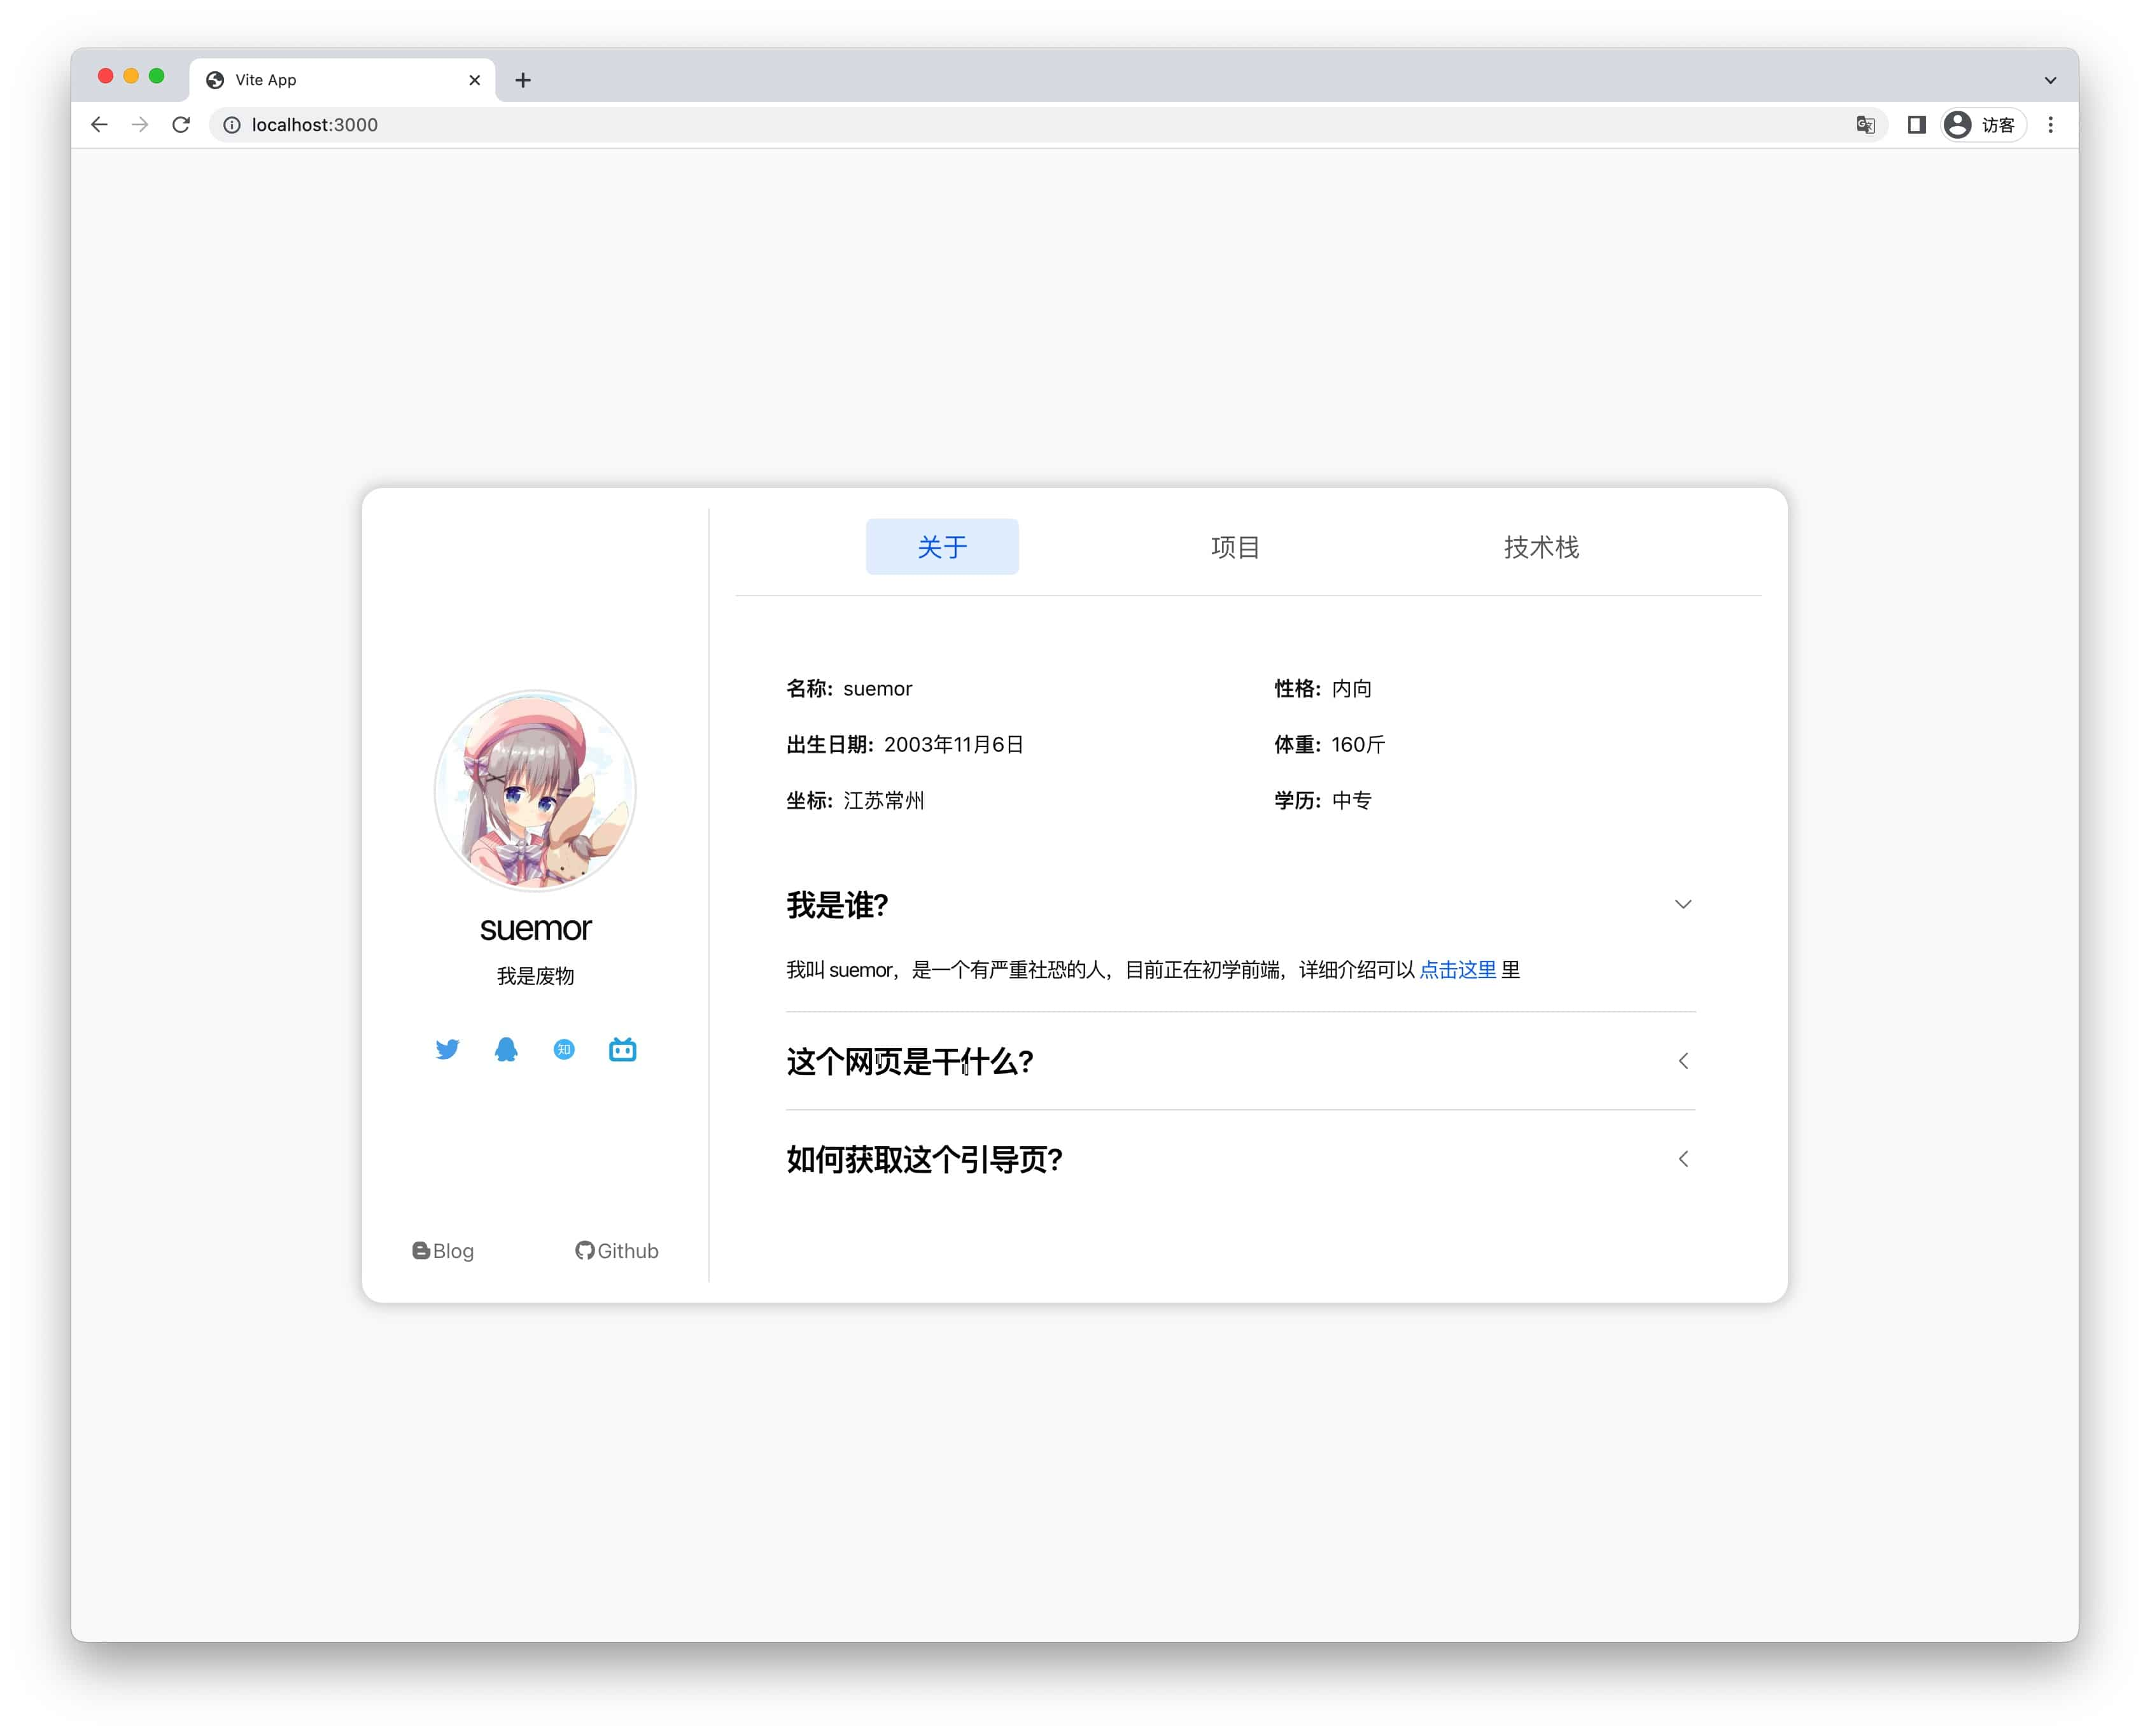 Vite App
localhost:3000
访客
关于
项目
技术栈
名称: suemor
性格: 内向
出生日期: 2003年11月6日
体重: 160斤
坐标: 江苏常州
学历: 中专
suemor
我是废物
知
我是谁?
我叫 suemor，是一个有严重社恐的人，目前正在初学前端，详细介绍可以 点击这里 里
这个网页是干什么?
如何获取这个引导页?
Blog
Github